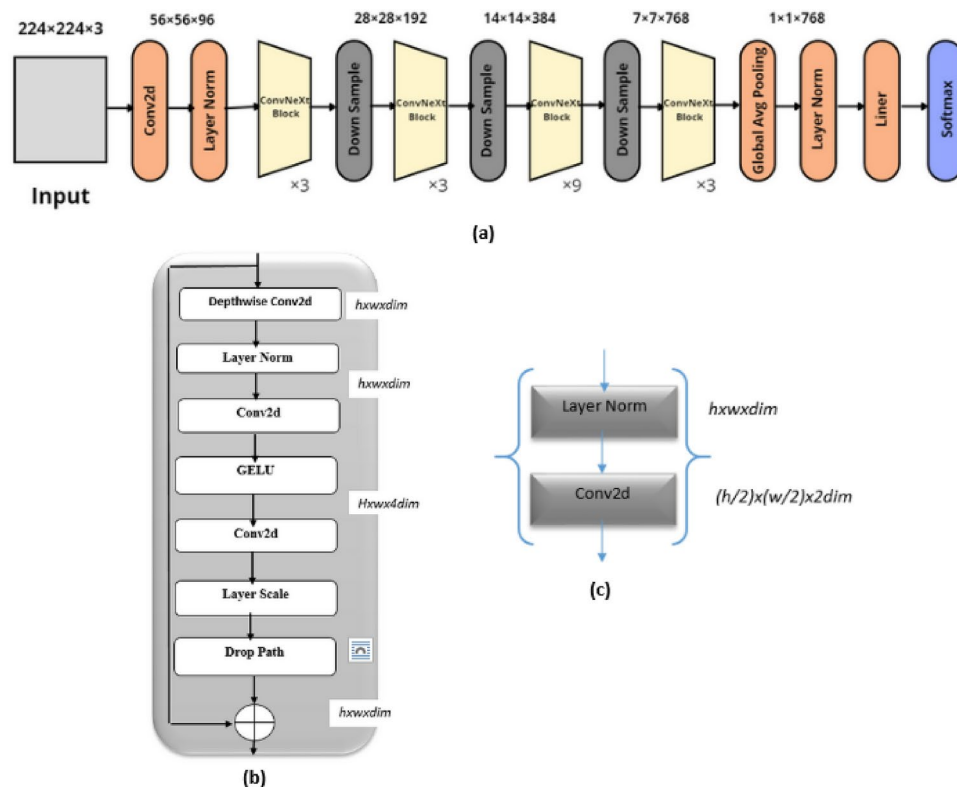 224×224×3
56×56×96
28×28×192
14×14×384
7×7×768
1×1×768
Conv2d
Layer Norm
ConvNeXt
Block
×3
Down Sample
ConvNeXt
Block
×3
Down Sample
ConvNeXt
Block
×9
Down Sample
ConvNeXt
Block
×3
Global Avg Pooling
Layer Norm
Liner
Softmax
Input
(a)
Depthwise Conv2d
hxwxdim
Layer Norm
hxwxdim
Conv2d
GELU
Hxwx4dim
Conv2d
Layer Scale
Drop Path
hxwxdim
(b)
Layer Norm
hxwxdim
Conv2d
(h/2)x(w/2)x2dim
(c)